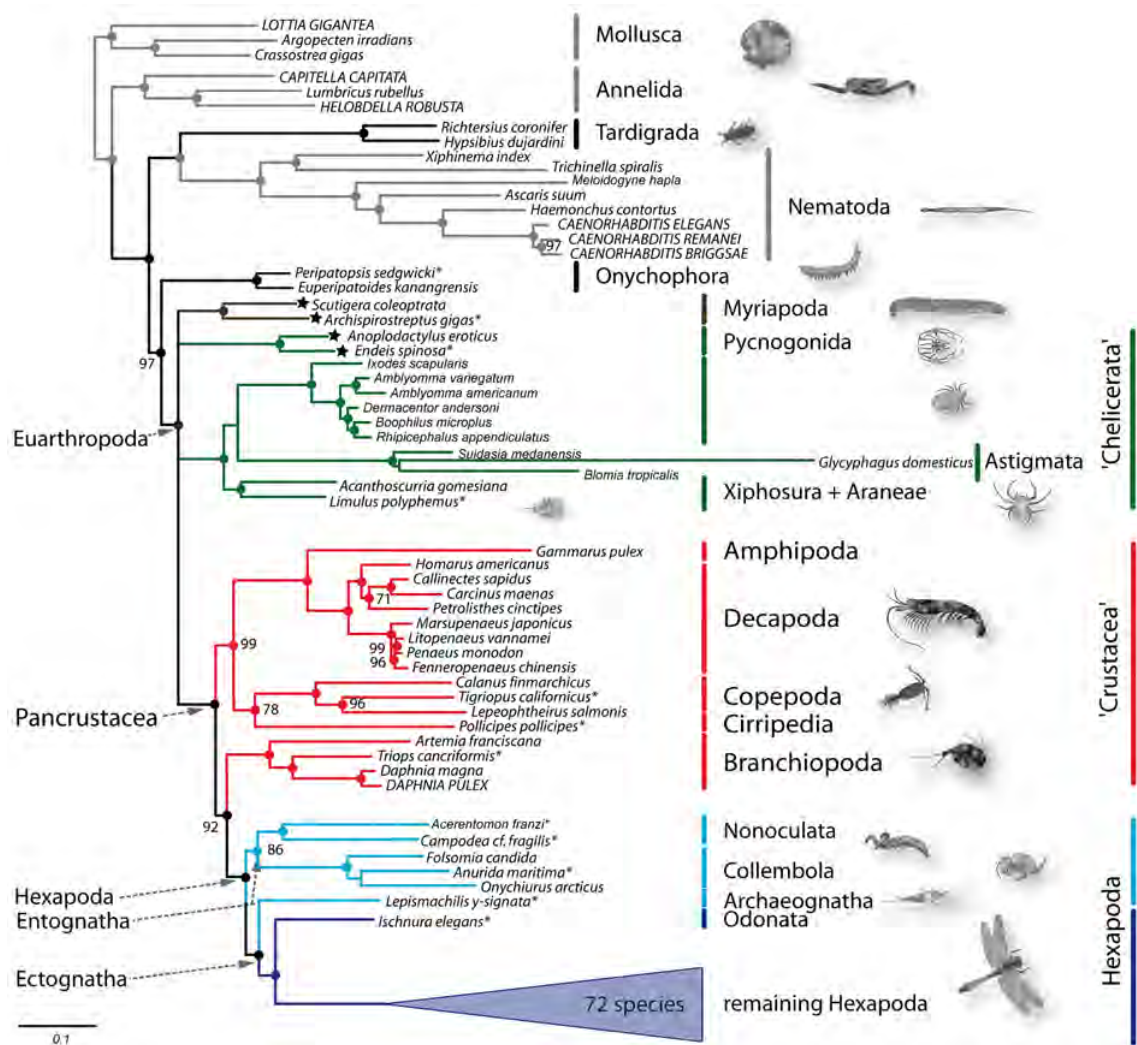 LOTTIA GIGANTEA
Argopecten irradians
Crassostrea gigas
Mollusca
CAPITELLA CAPITATA
Lumbricus rubellus
HELOBDELLA ROBUSTA
Annelida
Richtersius coronifer
Hypsibius dujardini
Tardigrada
Xiphinema index
Trichinella spiralis
Meloidogyne hapla
Ascaris suum
Haemonchus contortus
CAENORHABDITIS ELEGANS
CAENORHABDITIS REMANEI
97
CAENORHABDITIS BRIGGSAE
Nematoda
Peripatopsis sedgwicki*
Euperipatoides kanangrensis
Onychophora
Scutigera coleoptrata
Archispirostreptus gigas*
Myriapoda
Anoplodactylus eroticus
Endeis spinosa*
Pycnogonida
97
Ixodes scapularis
Amblyomma variegatum
Amblyomma americanum
Dermacentor andersoni
Boophilus microplus
Rhipicephalus appendiculatus
Euarthropoda
Suidasia medanensis
Glycyphagus domesticus
Blomia tropicalis
Astigmata
Acanthoscurria gomesiana
Limulus polyphemus*
Xiphosura + Araneae
'Chelicerata'
Gammarus pulex
Amphipoda
Homarus americanus
Callinectes sapidus
Carcinus maenas
71
Petrolisthes cinctipes
Marsupenaeus japonicus
Litopenaeus vannamei
99
Penaeus monodon
96
Fenneropenaeus chinensis
Decapoda
99
Calanus finmarchicus
Tigriopus californicus*
96
Lepeophtheirus salmonis
Copepoda
78
Pollicipes pollicipes*
Cirripedia
Pancrustacea
Artemia franciscana
Triops cancriformis*
Daphnia magna
DAPHNIA PULEX
Branchiopoda
'Crustacea'
92
Acerentomon franzi*
Campodea cf. fragilis*
Nonoculata
86
Folsomia candida
Anurida maritima*
Onychiurus arcticus
Collembola
Hexapoda
Entognatha
Lepismachilis y-signata*
Archaeognatha
Ischnura elegans*
Odonata
Ectognatha
72 species
remaining Hexapoda
Hexapoda
0.1